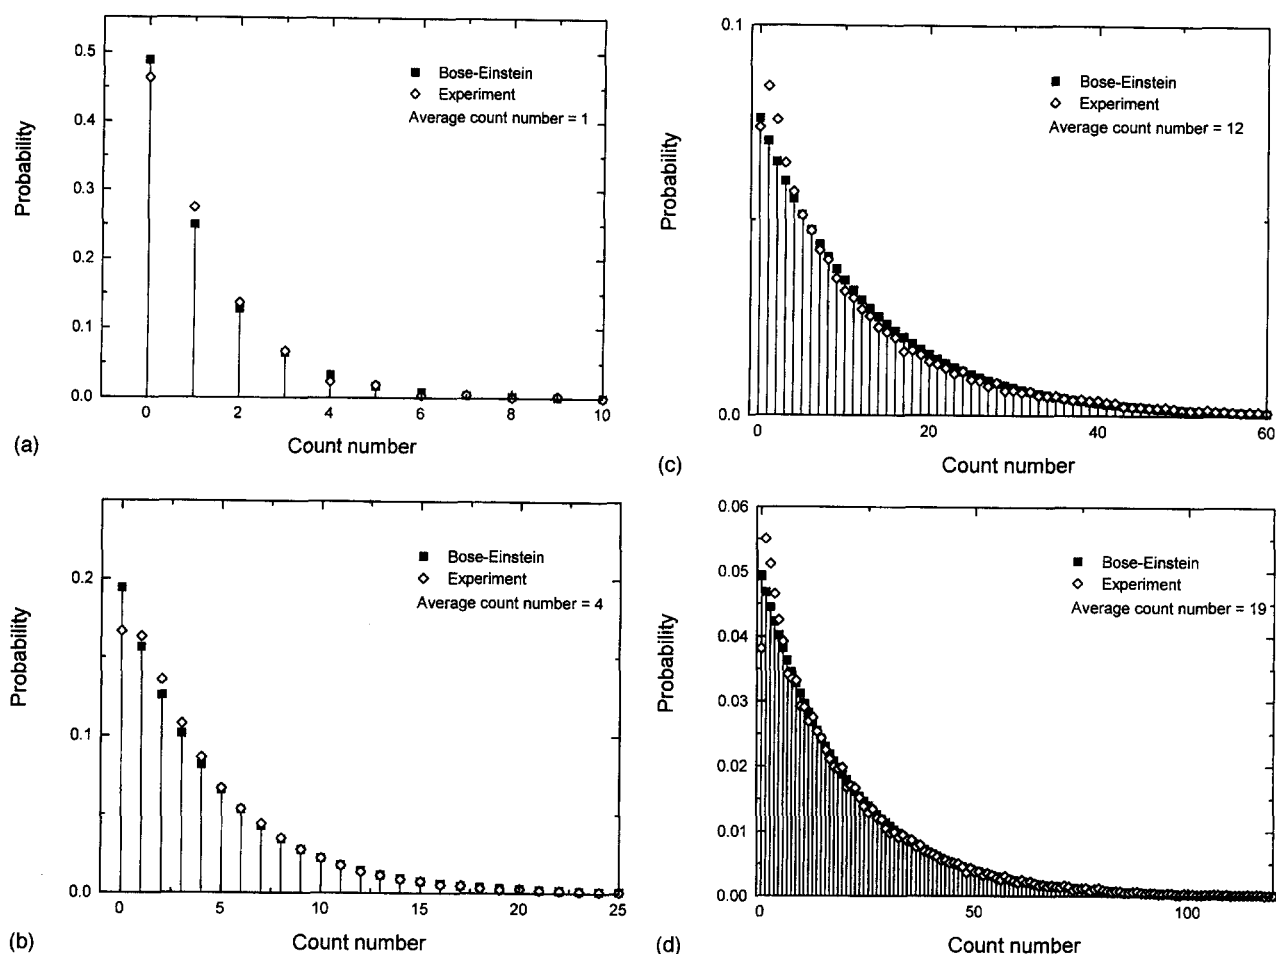 0.5
0.4
0.3
0.2
0.1
0.0
Probability
Bose-Einstein
Experiment
Average count number = 1
0 2 4 6 8 10
Count number
(a)
0.2
0.1
0.0
Probability
Bose-Einstein
Experiment
Average count number = 4
0 5 10 15 20 25
Count number
(b)
0.1
0.0
Probability
Bose-Einstein
Experiment
Average count number = 12
0 20 40 60
Count number
(c)
0.06
0.05
0.04
0.03
0.02
0.01
0.00
Probability
Bose-Einstein
Experiment
Average count number = 19
0 50 100
Count number
(d)